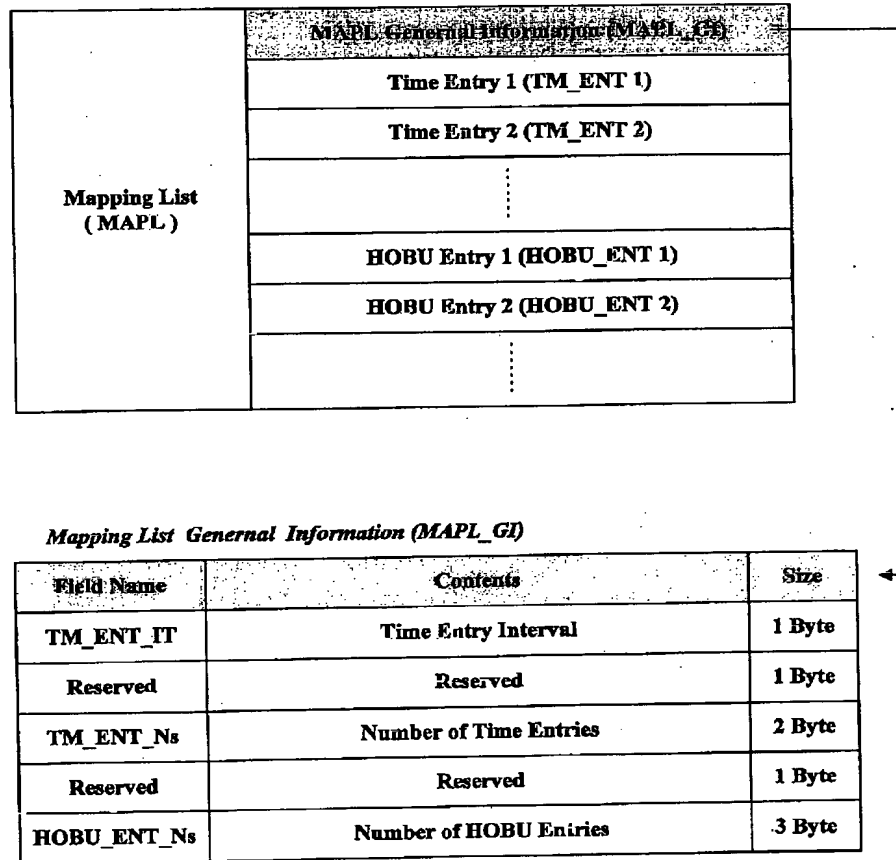 MAPL Genernal Information (MAPL_GI)
Time Entry 1 (TM_ENT 1)
Time Entry 2 (TM_ENT 2)
Mapping List
( MAPL )
HOBU Entry 1 (HOBU_ENT 1)
HOBU Entry 2 (HOBU_ENT 2)
Mapping List Genernal Information (MAPL_GI)
Field Name Contents Size
TM_ENT_IT Time Entry Interval 1 Byte
Reserved Reserved 1 Byte
TM_ENT_Ns Number of Time Entries 2 Byte
Reserved Reserved 1 Byte
HOBU_ENT_Ns Number of HOBU Entries 3 Byte